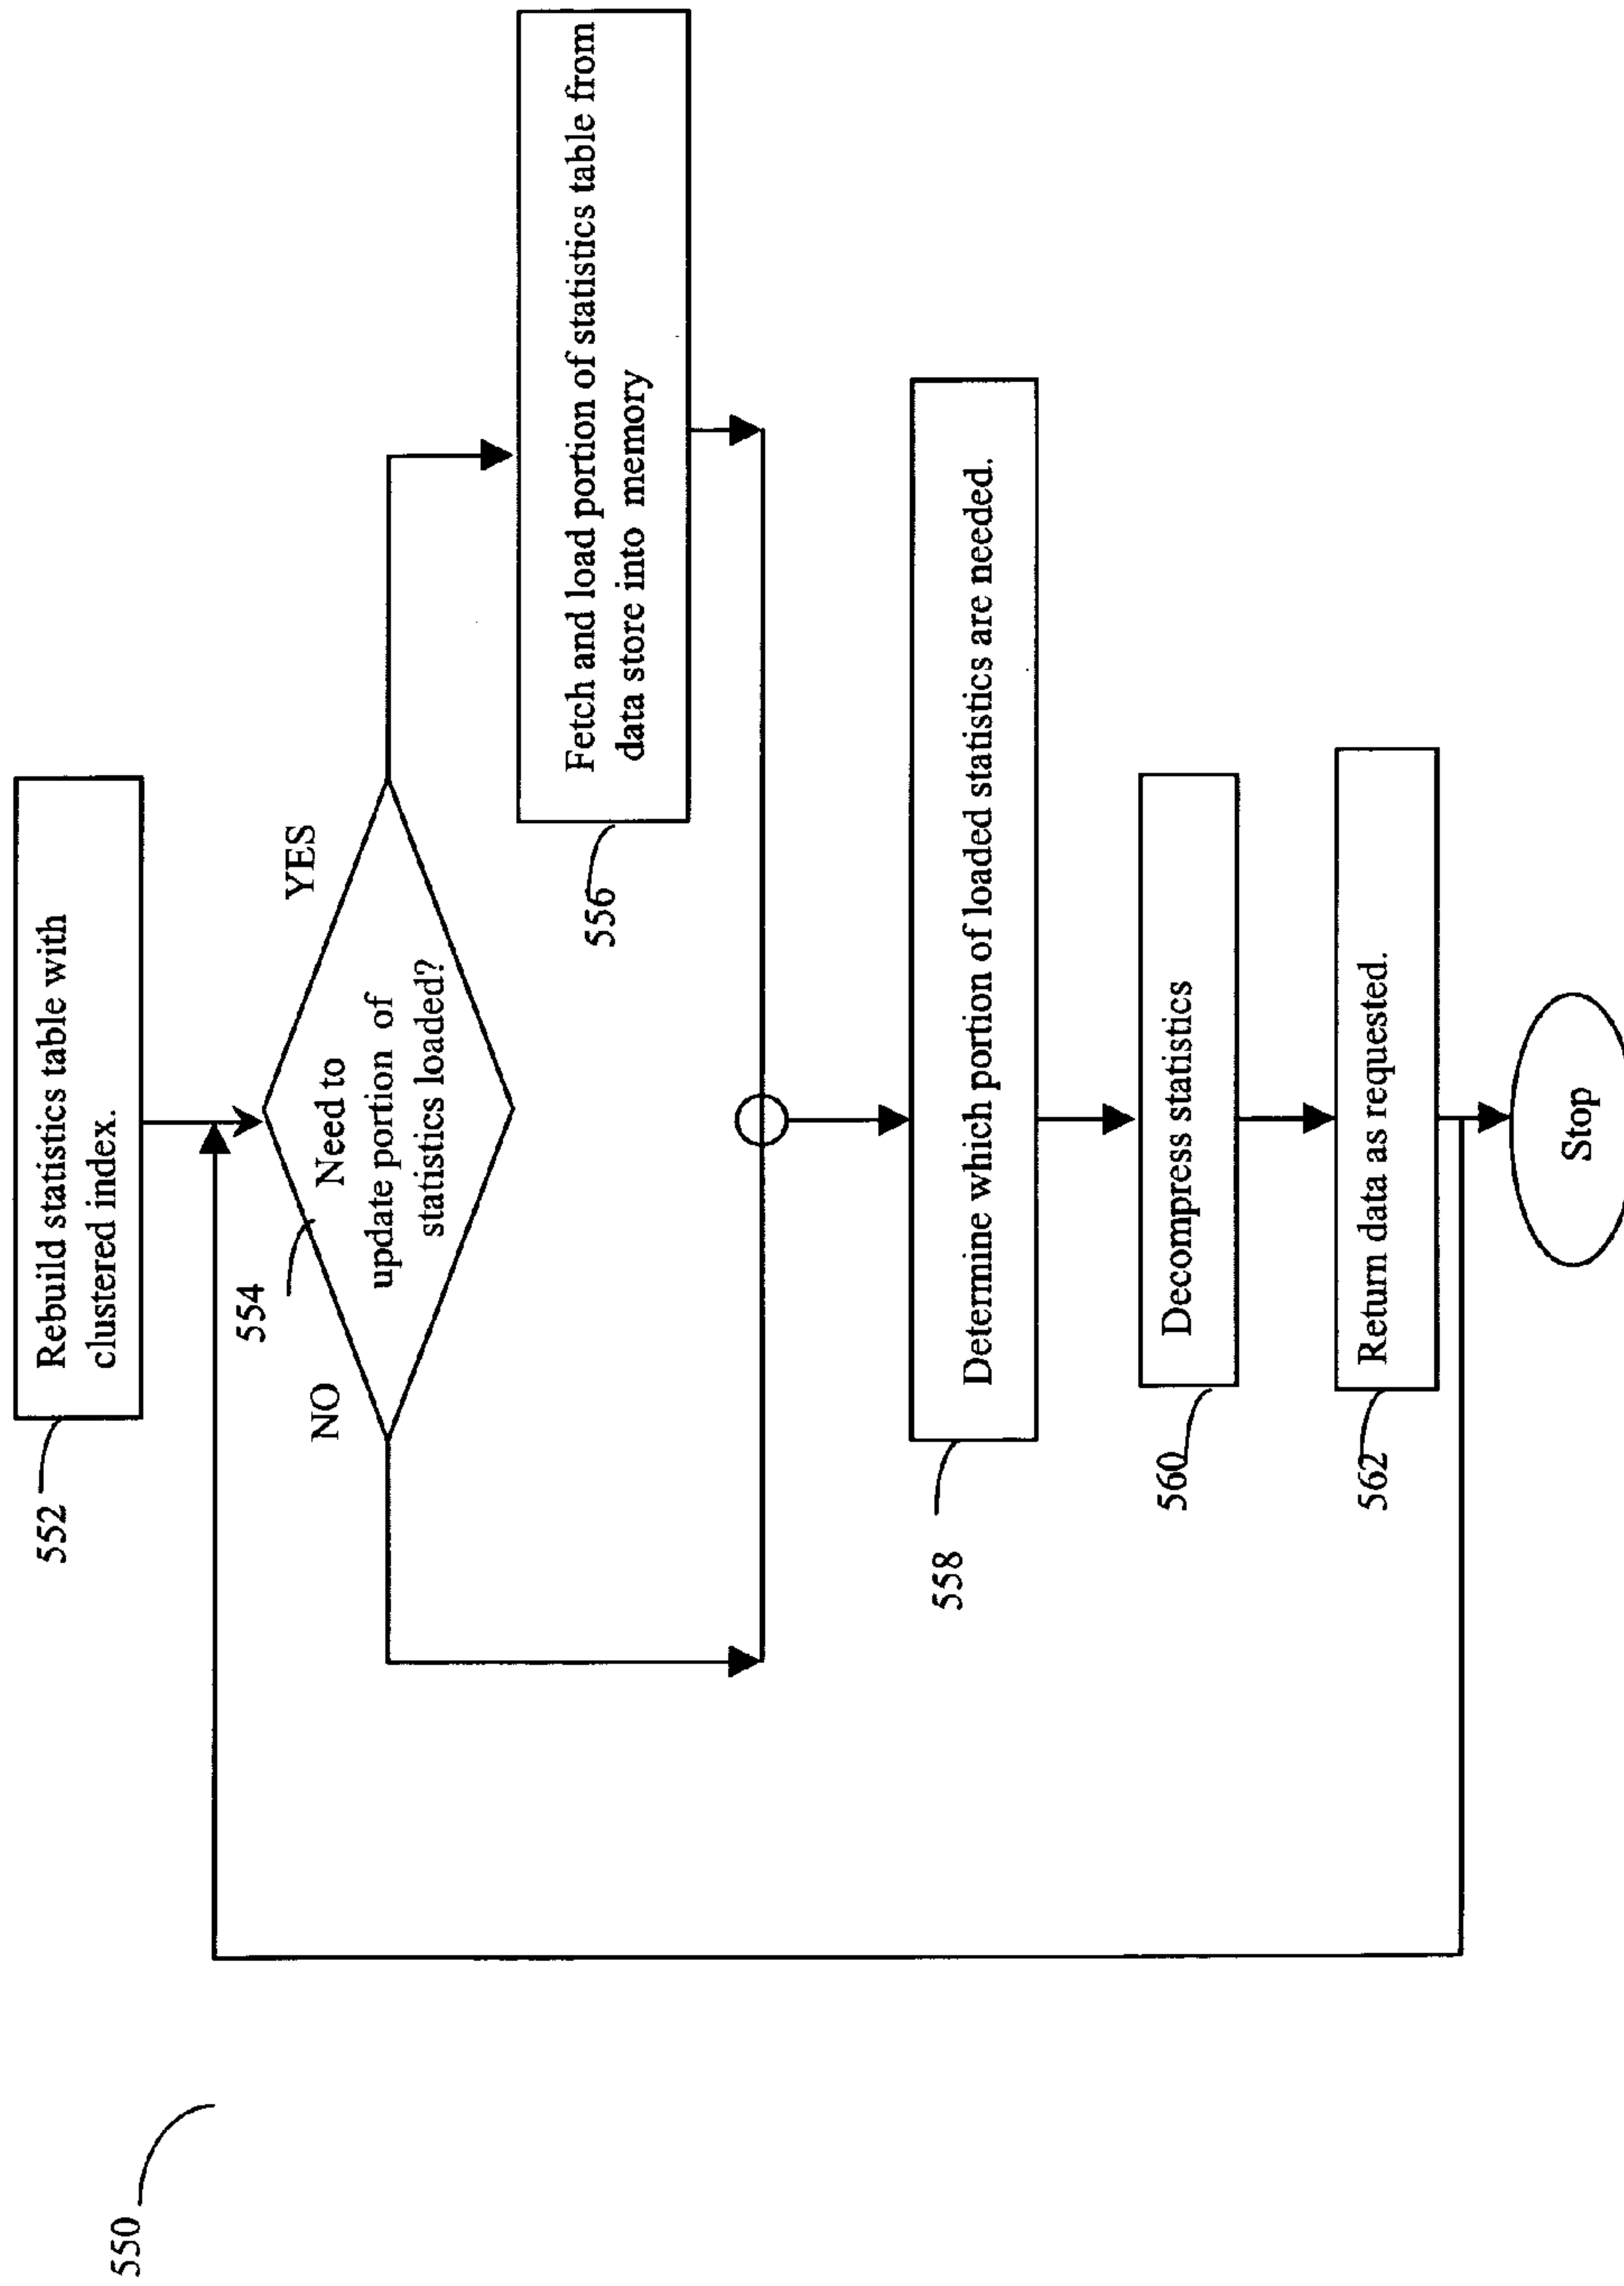 550
552
Rebuild statistics table with
clustered index.
554
Need to
update portion of
statistics loaded?
NO
YES
556
Fetch and load portion of statistics table from
data store into memory
558
Determine which portion of loaded statistics are needed.
560
Decompress statistics
562
Return data as requested.
Stop